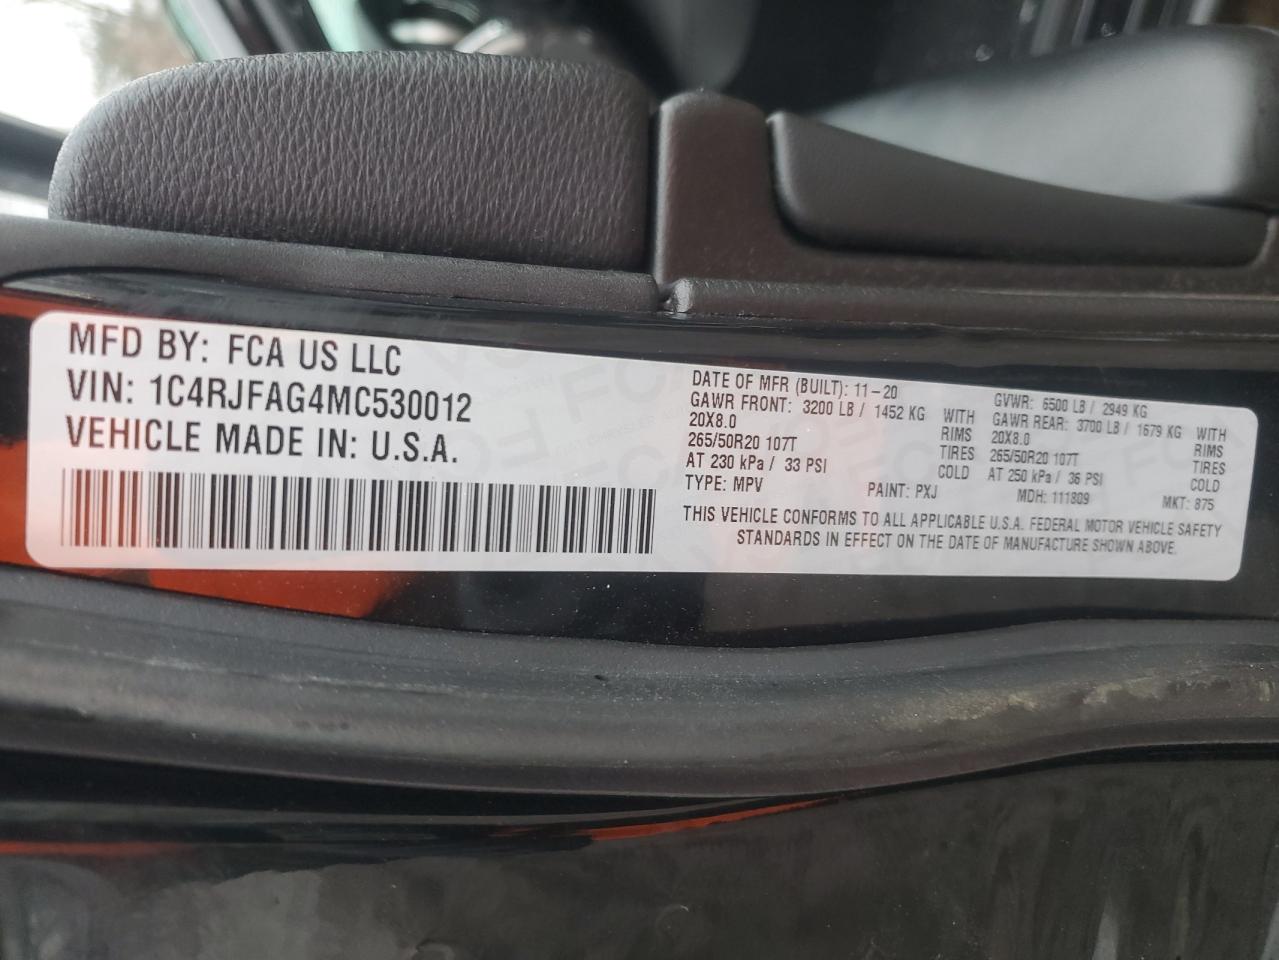 MFD BY: FCA US LLC
VIN: 1C4RJFAG4MC530012
VEHICLE MADE IN: U.S.A.
DATE OF MFR (BUILT): 11-20 GVWR: 6500 LB / 2949 KG
GAWR FRONT: 3200 LB / 1452 KG WITH GAWR REAR: 3700 LB / 1679 KG WITH
20X8.0 RIMS 20X8.0 RIMS
265/50R20 107T TIRES 265/50R20 107T TIRES
AT 230 kPa / 33 PSI COLD AT 250 kPa / 36 PSI COLD
TYPE: MPV PAINT: PXJ MDH: 111809 MKT: 875
THIS VEHICLE CONFORMS TO ALL APPLICABLE U.S.A. FEDERAL MOTOR VEHICLE SAFETY
STANDARDS IN EFFECT ON THE DATE OF MANUFACTURE SHOWN ABOVE.